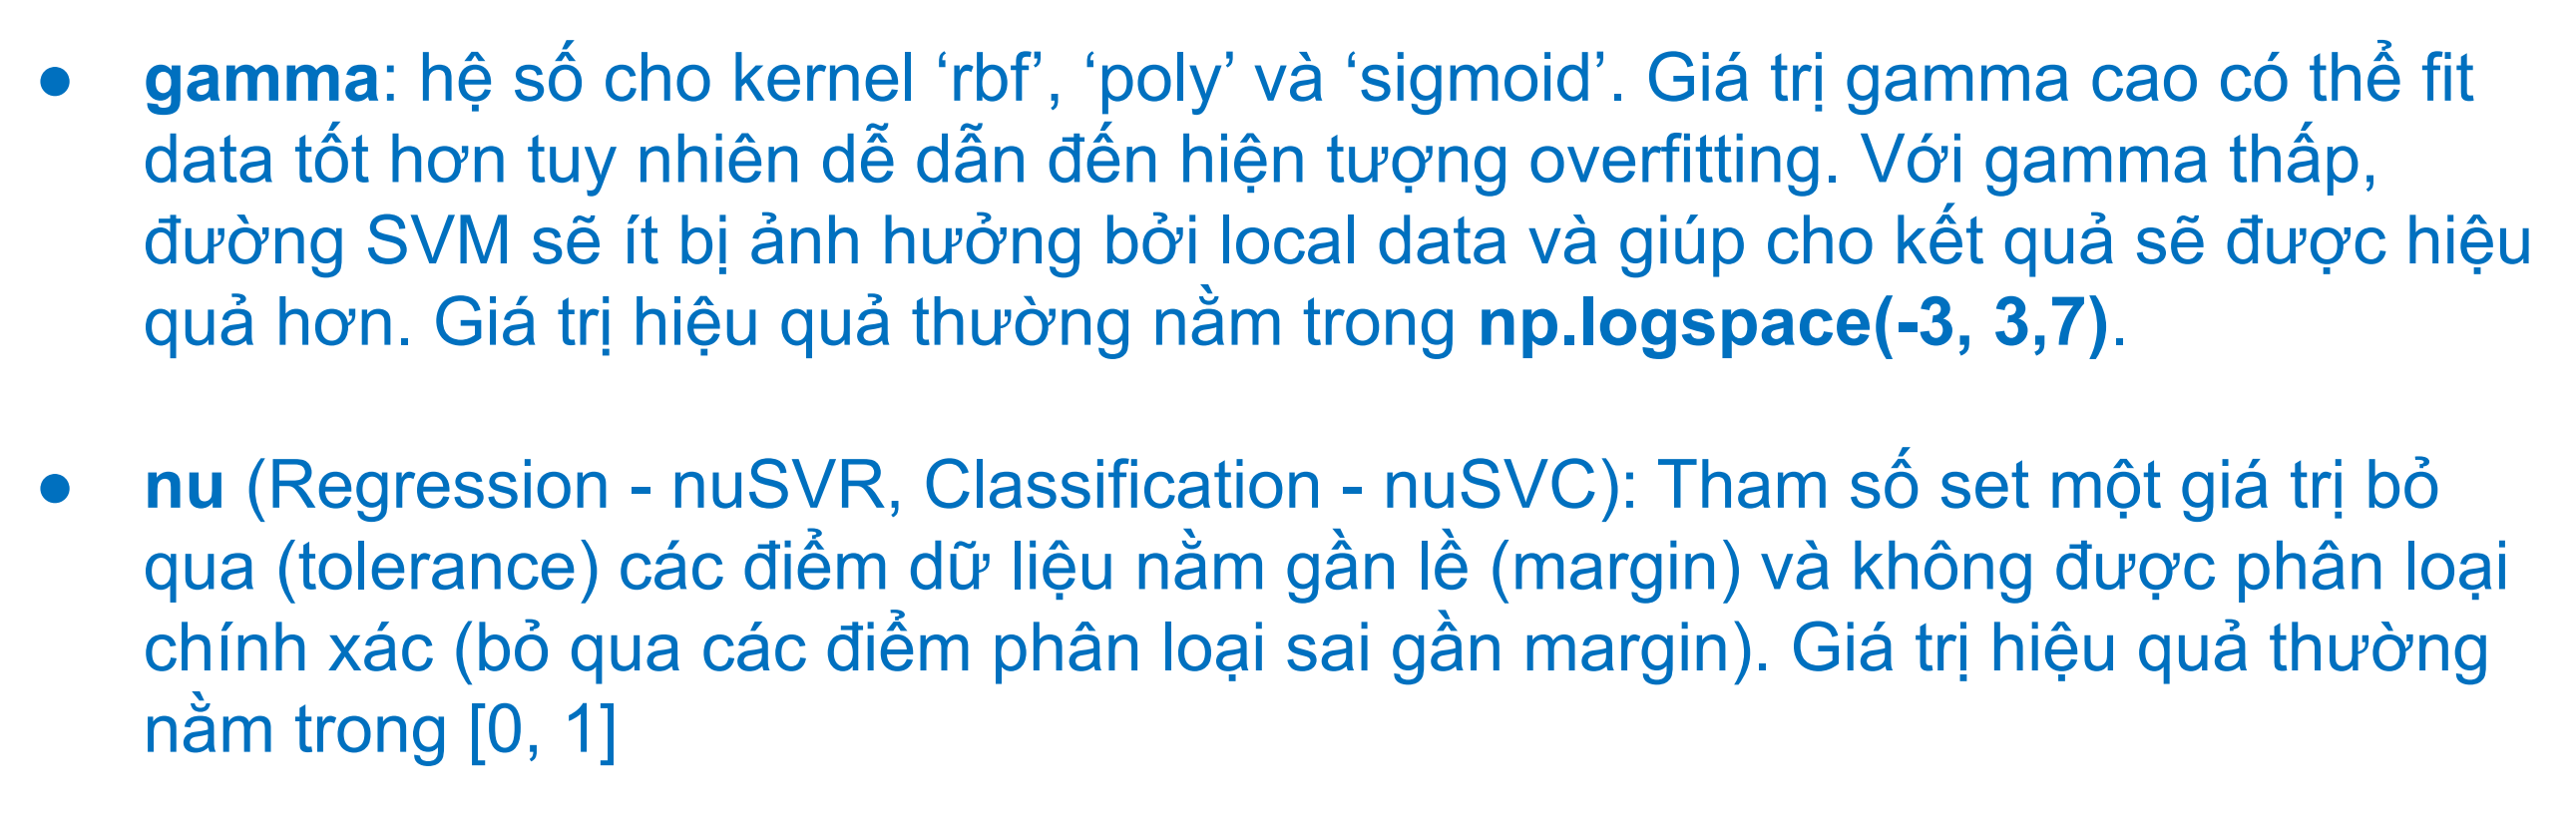 ● gamma: hệ số cho kernel ‘rbf’, ‘poly’ và ‘sigmoid’. Giá trị gamma cao có thể fit
data tốt hơn tuy nhiên dễ dẫn đến hiện tượng overfitting. Với gamma thấp,
đường SVM sẽ ít bị ảnh hưởng bởi local data và giúp cho kết quả sẽ được hiệu
quả hơn. Giá trị hiệu quả thường nằm trong np.logspace(-3, 3,7).
● nu (Regression - nuSVR, Classification - nuSVC): Tham số set một giá trị bỏ
qua (tolerance) các điểm dữ liệu nằm gần lề (margin) và không được phân loại
chính xác (bỏ qua các điểm phân loại sai gần margin). Giá trị hiệu quả thường
nằm trong [0, 1]